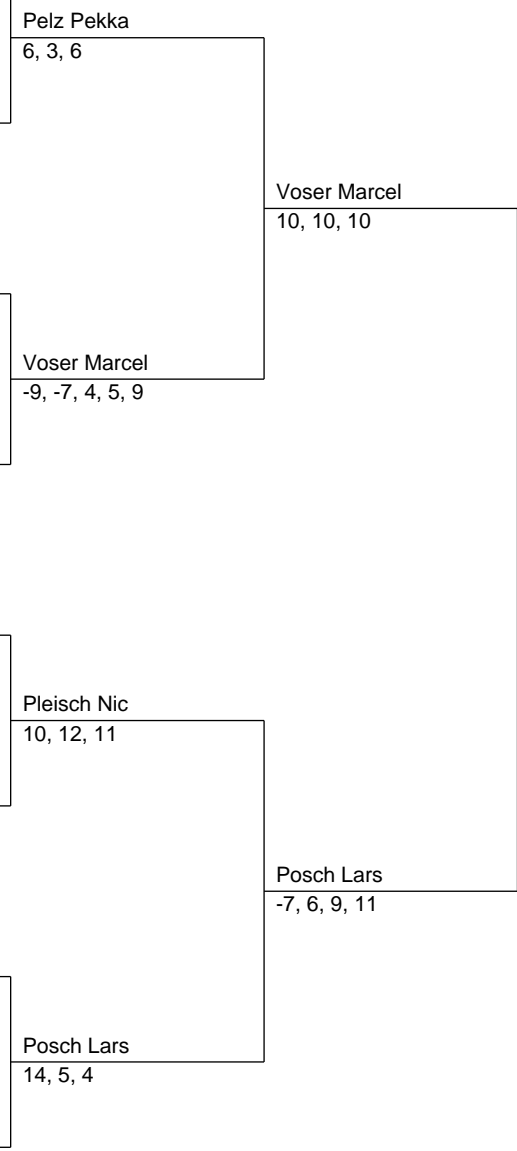 Pelz Pekka
6, 3, 6
Voser Marcel
10, 10, 10
Voser Marcel
-9, -7, 4, 5, 9
Pleisch Nic
10, 12, 11
Posch Lars
-7, 6, 9, 11
Posch Lars
14, 5, 4